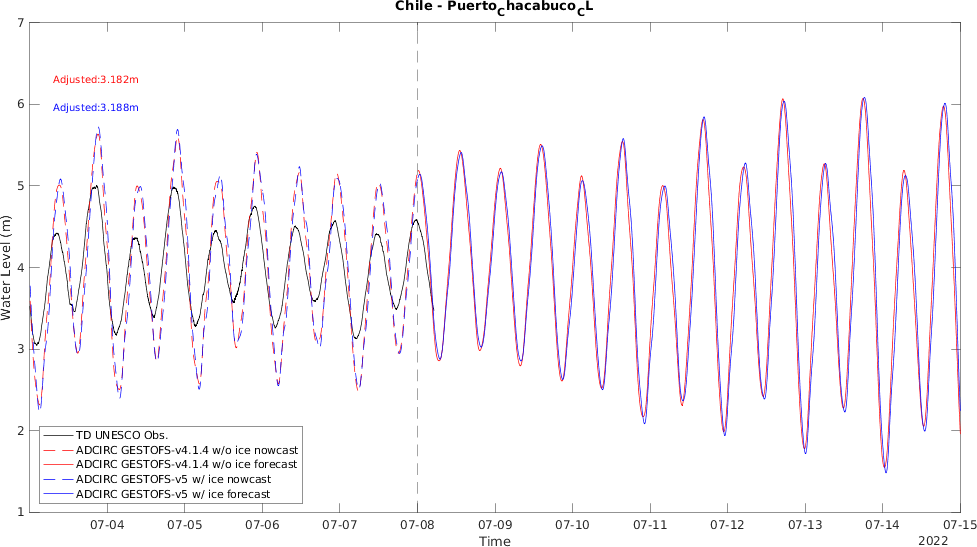 Chile - Puerto_Chacabuco_CL
7
Adjusted:3.182m
6
Adjusted:3.188m
5
4
3
2
1
Water Level (m)
TD UNESCO Obs.
ADCIRC GESTOFS-v4.1.4 w/o ice nowcast
ADCIRC GESTOFS-v4.1.4 w/o ice forecast
ADCIRC GESTOFS-v5 w/ ice nowcast
ADCIRC GESTOFS-v5 w/ ice forecast
07-04 07-05 07-06 07-07 07-08 07-09 07-10 07-11 07-12 07-13 07-14 07-15
Time
2022